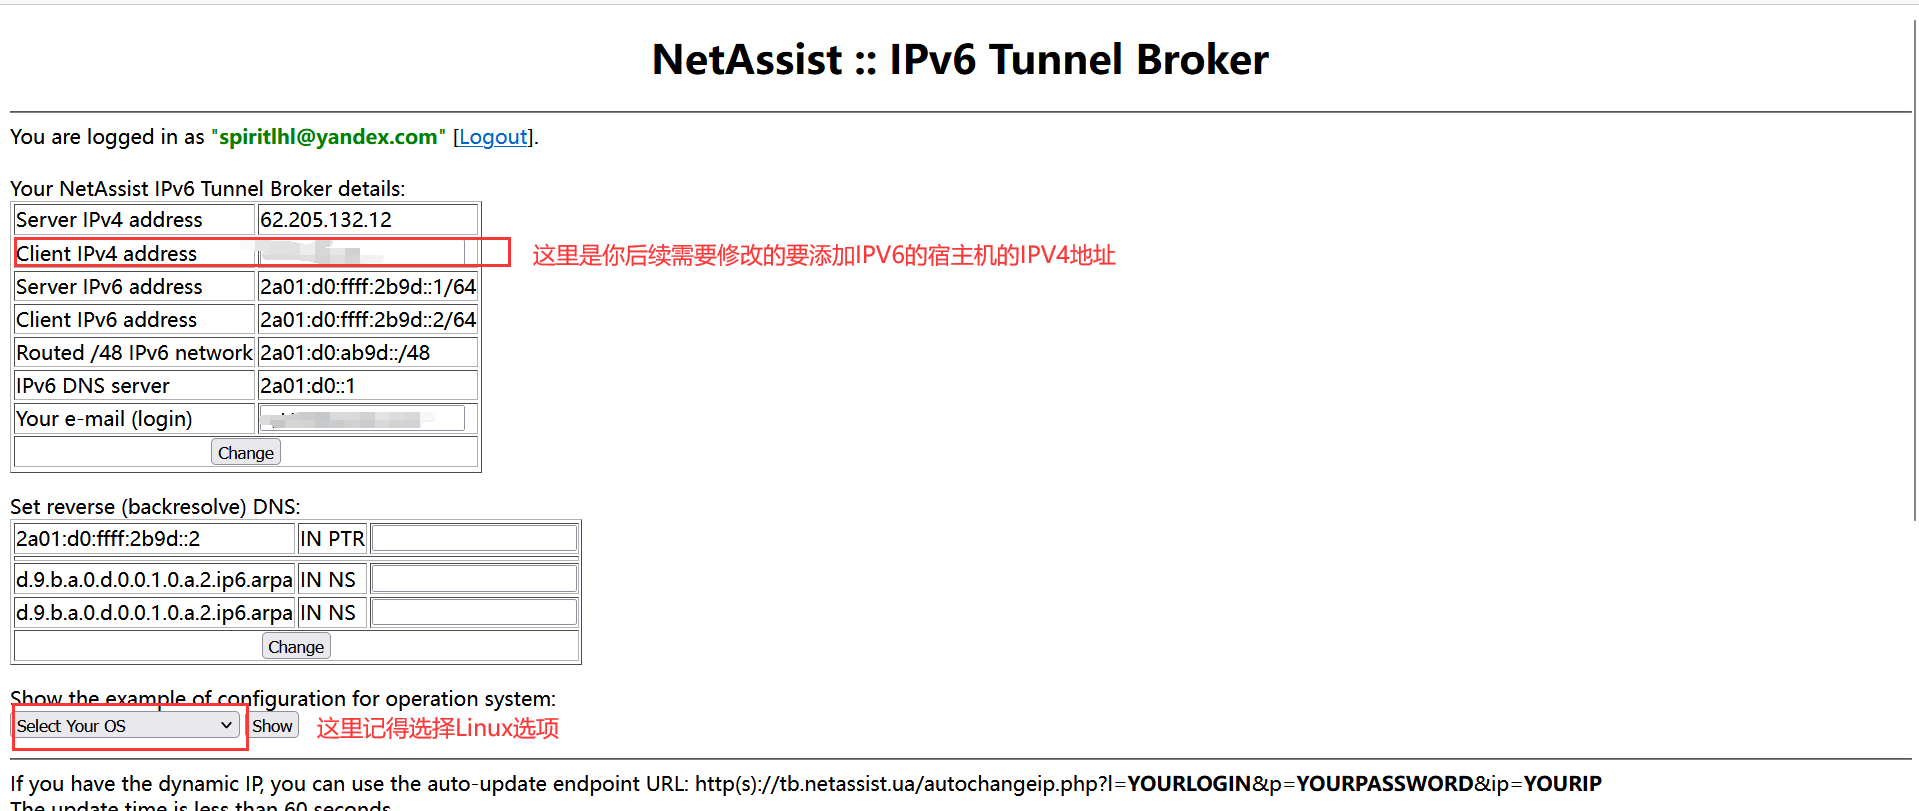 NetAssist :: IPv6 Tunnel Broker
You are logged in as "spiritlhl@yandex.com" [Logout].
Your NetAssist IPv6 Tunnel Broker details:
Server IPv4 address 62.205.132.12
Client IPv4 address 这里是你后续需要修改的要添加IPV6的宿主机的IPV4地址
Server IPv6 address 2a01:d0:ffff:2b9d::1/64
Client IPv6 address 2a01:d0:ffff:2b9d::2/64
Routed /48 IPv6 network 2a01:d0:ab9d::/48
IPv6 DNS server 2a01:d0::1
Your e-mail (login)
Change
Set reverse (backresolve) DNS:
2a01:d0:ffff:2b9d::2 IN PTR
d.9.b.a.0.d.0.0.1.0.a.2.ip6.arpa IN NS
d.9.b.a.0.d.0.0.1.0.a.2.ip6.arpa IN NS
Change
Show the example of configuration for operation system:
Select Your OS Show 这里记得选择Linux选项
If you have the dynamic IP, you can use the auto-update endpoint URL: http(s)://tb.netassist.ua/autochangeip.php?l=YOURLOGIN&p=YOURPASSWORD&ip=YOURIP
The update time is less than 60 seconds